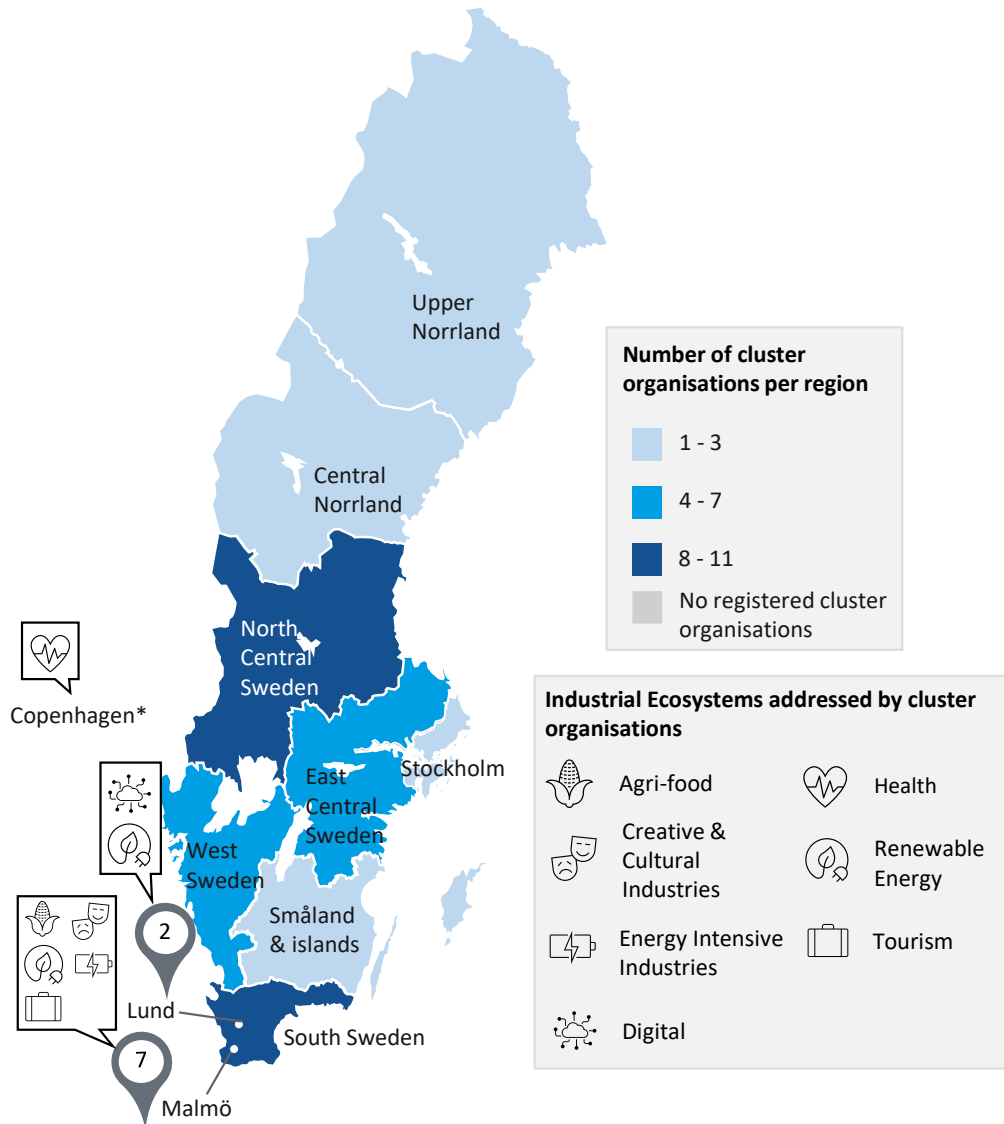 Upper
Norrland
Number of cluster
organisations per region
1 - 3
4 - 7
8 - 11
No registered cluster
organisations
Central
Norrland
North
Central
Sweden
Copenhagen*
Stockholm
East
Central
Sweden
West
Sweden
Småland
& islands
2
Lund
South Sweden
7
Malmö
Industrial Ecosystems addressed by cluster
organisations
Agri-food
Health
Creative &
Cultural
Industries
Renewable
Energy
Energy Intensive
Industries
Tourism
Digital